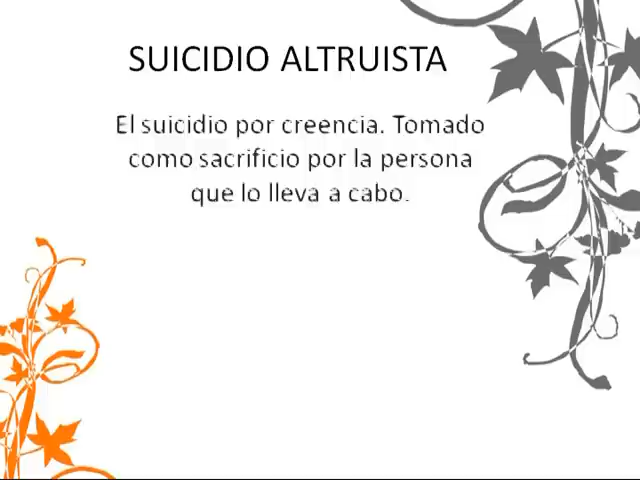 SUICIDIO ALTRUISTA
El suicidio por creencia. Tomado
como sacrificio por la persona
que lo lleva a cabo.